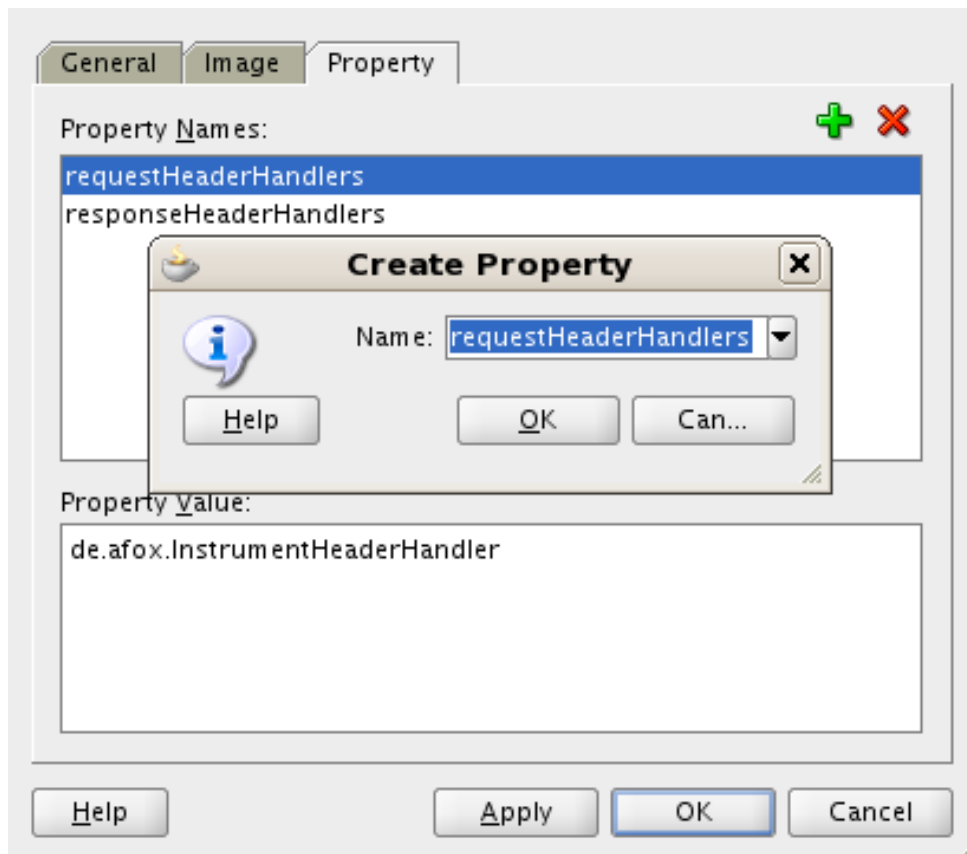 General Image Property
Property Names:
requestHeaderHandlers
responseHeaderHandlers
Create Property
Name: requestHeaderHandlers
Help OK Can...
Property Value:
de.afox.InstrumentHeaderHandler
Help Apply OK Cancel